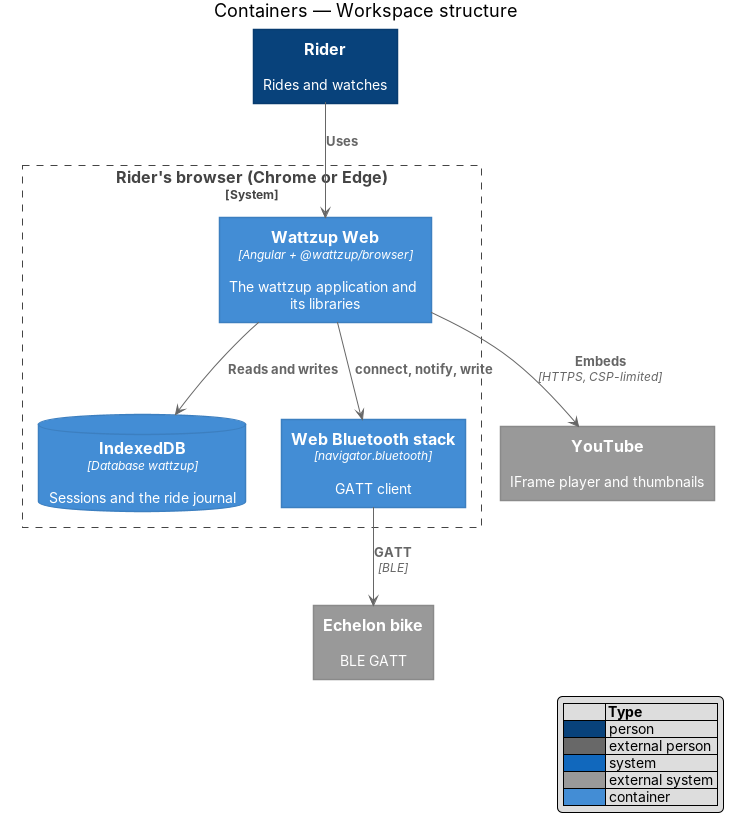 Containers — Workspace structure
Rider
Rides and watches
Uses
Rider's browser (Chrome or Edge)
[System]
Wattzup Web
[Angular + @wattzup/browser]
The wattzup application and
its libraries
Reads and writes
connect, notify, write
Embeds
[HTTPS, CSP-limited]
IndexedDB
[Database wattzup]
Sessions and the ride journal
Web Bluetooth stack
[navigator.bluetooth]
GATT client
YouTube
IFrame player and thumbnails
GATT
[BLE]
Echelon bike
BLE GATT
Type
person
external person
system
external system
container